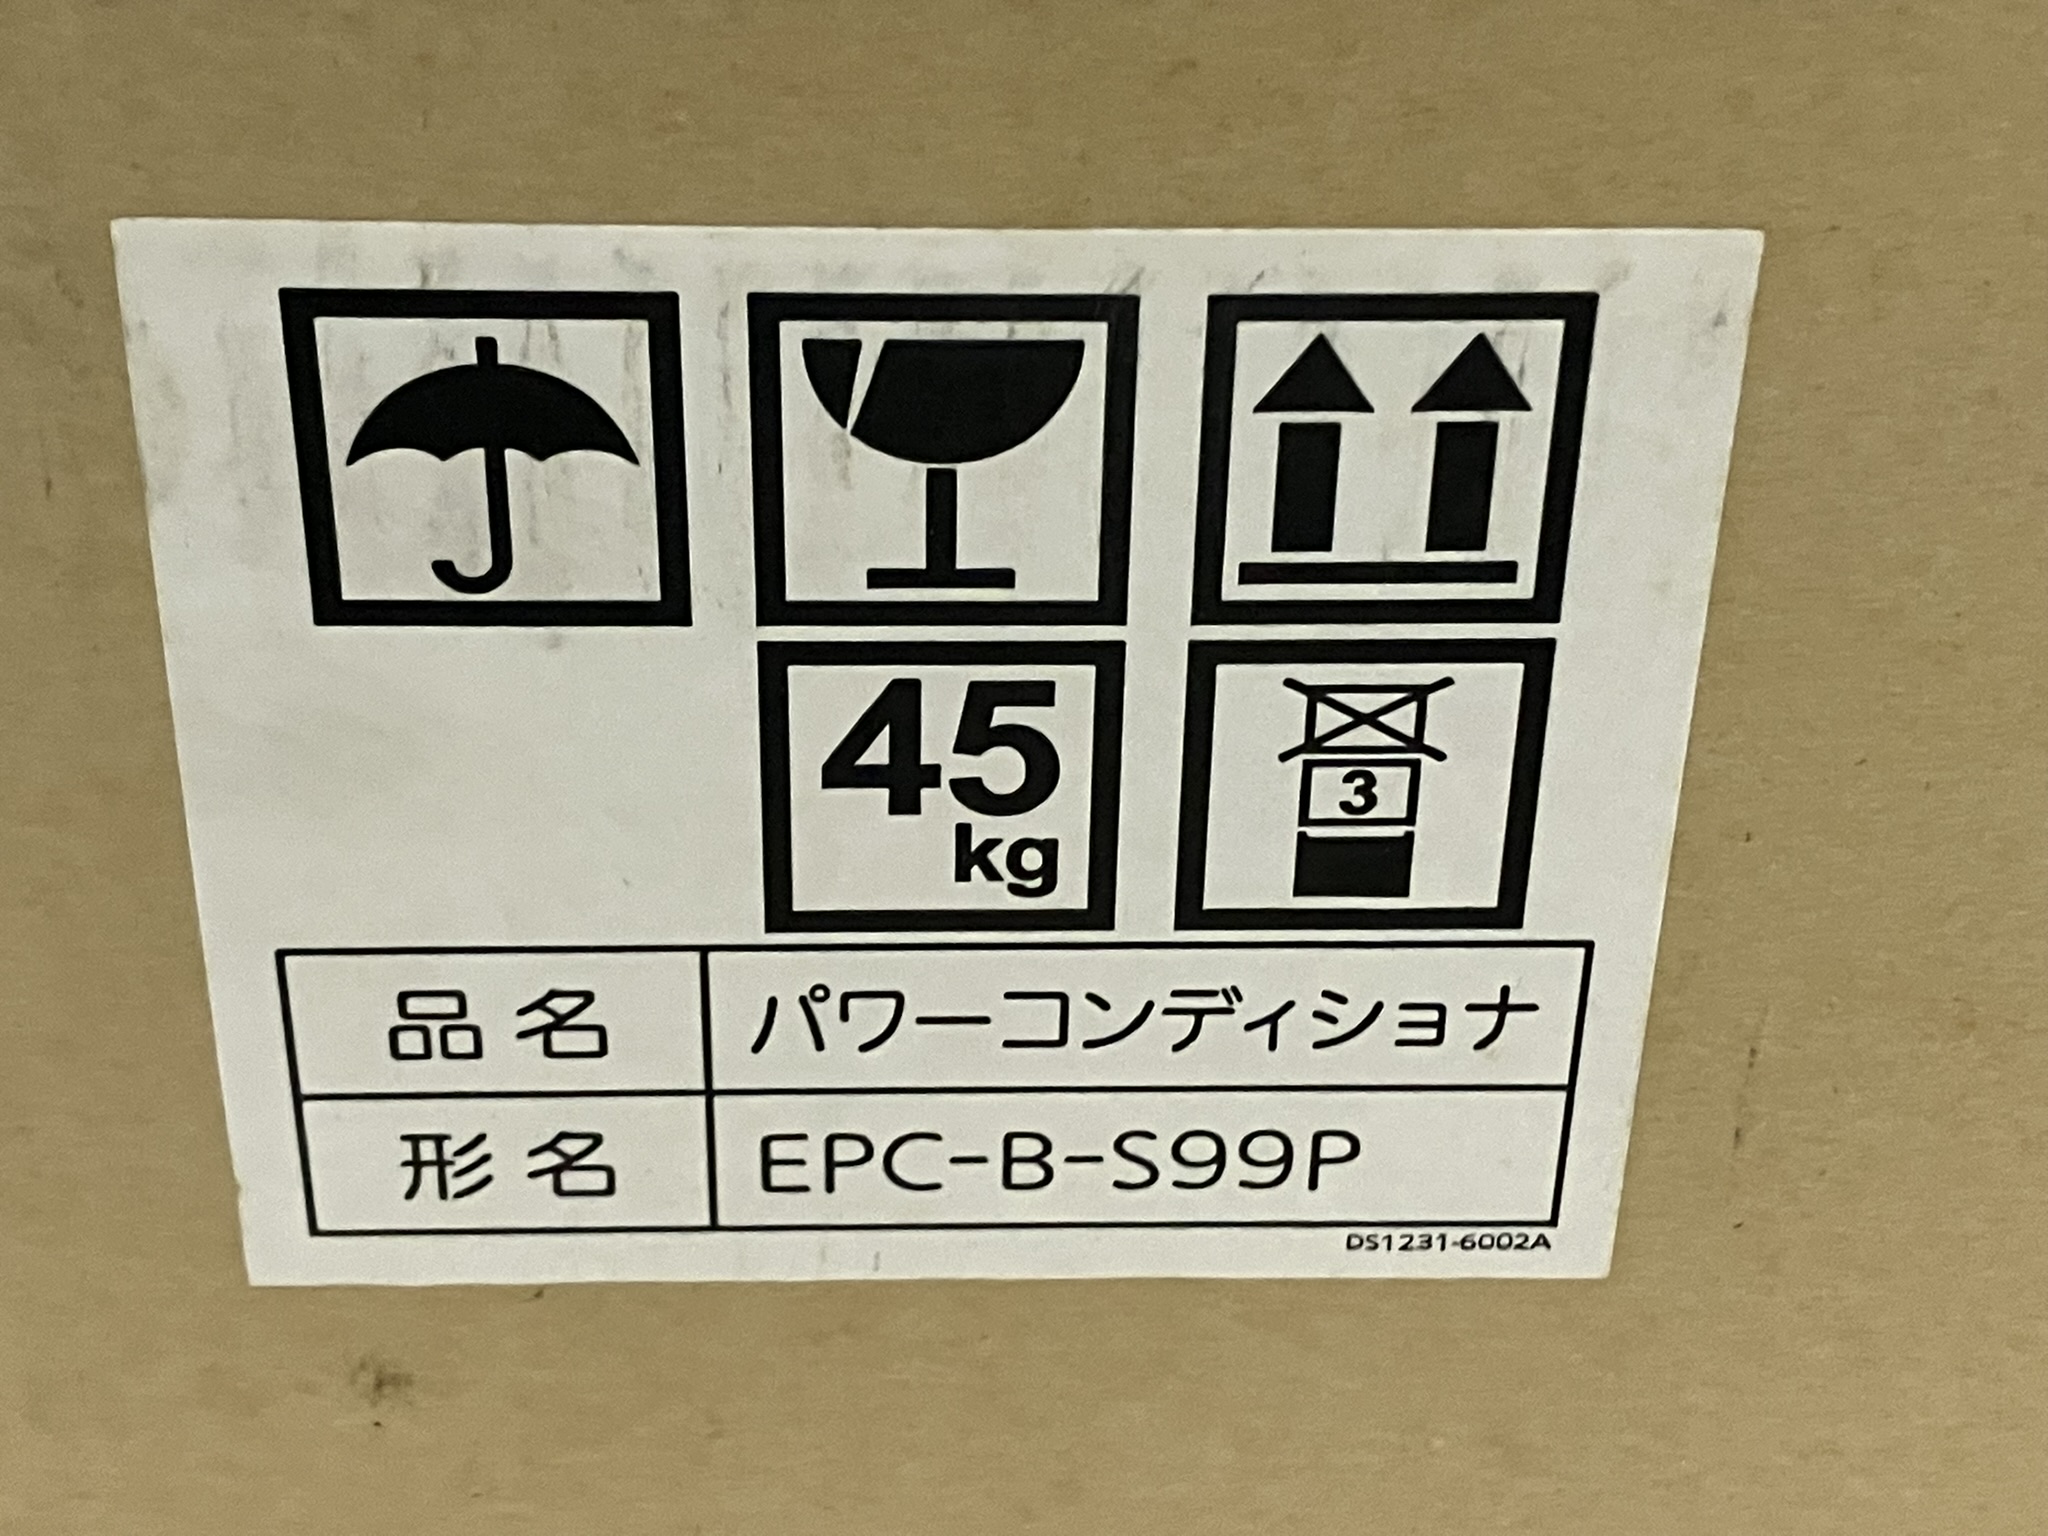 45
kg
3
品名 パワーコンディショナ
形名 EPC-B-S99P
DS1231-6002A